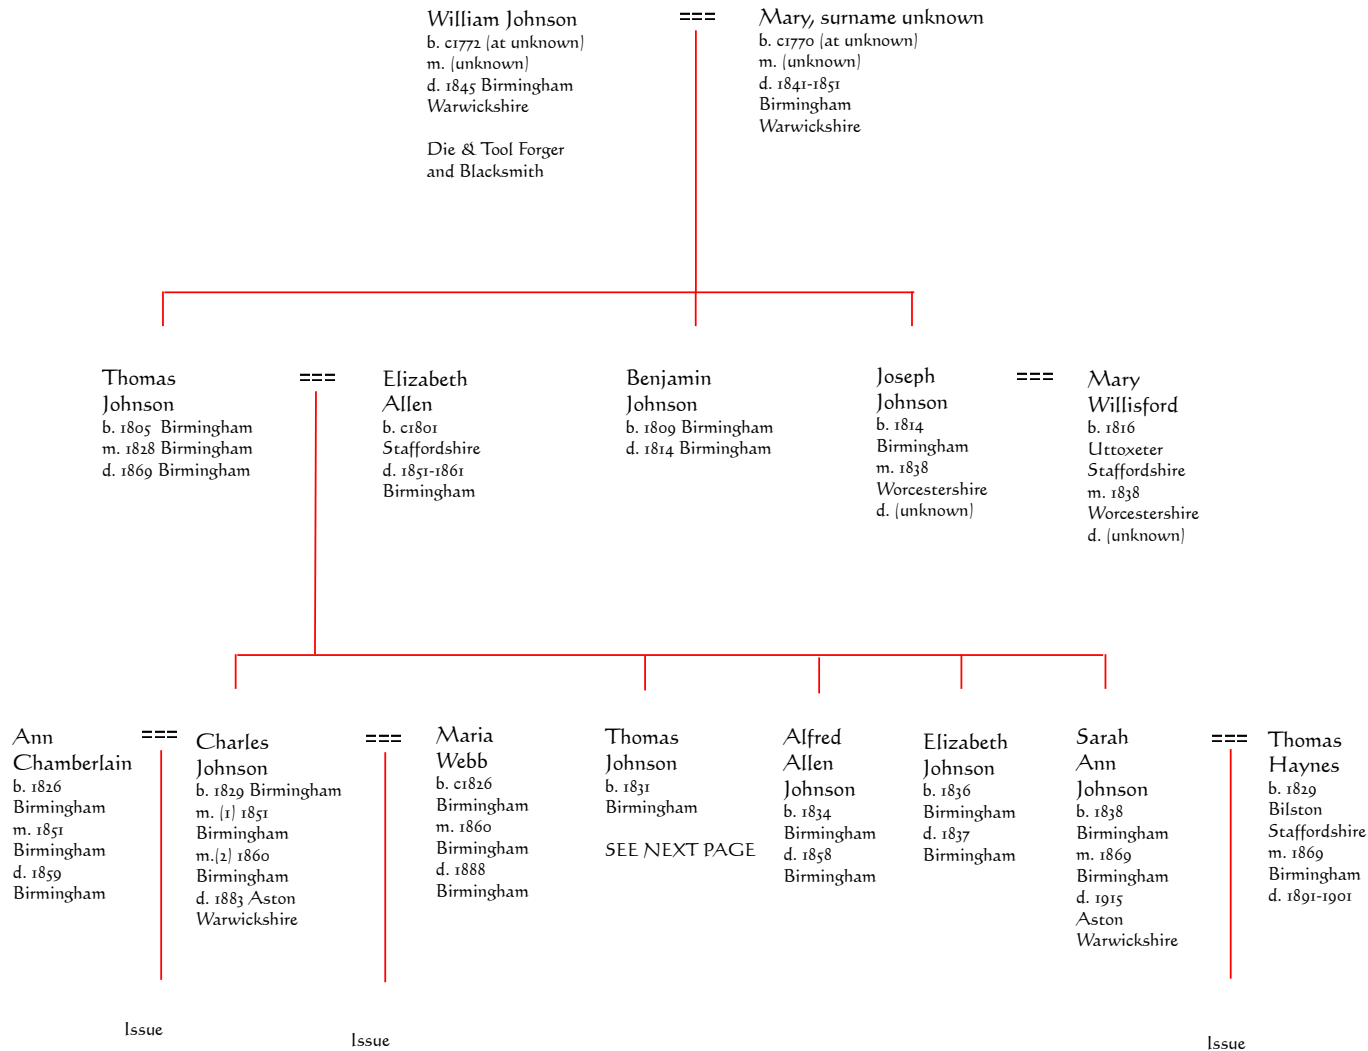 William Johnson
b. c1772 (at unknown)
m. (unknown)
d. 1845 Birmingham
Warwickshire
Die & Tool Forger
and Blacksmith
===
Mary, surname unknown
b. c1770 (at unknown)
m. (unknown)
d. 1841-1851
Birmingham
Warwickshire
Thomas
Johnson
b. 1805 Birmingham
m. 1828 Birmingham
d. 1869 Birmingham
===
Elizabeth
Allen
b. c1801
Staffordshire
d. 1851-1861
Birmingham
Benjamin
Johnson
b. 1809 Birmingham
d. 1814 Birmingham
Joseph
Johnson
b. 1814
Birmingham
m. 1838
Worcestershire
d. (unknown)
===
Mary
Willisford
b. 1816
Uttoxeter
Staffordshire
m. 1838
Worcestershire
d. (unknown)
Ann
Chamberlain
b. 1826
Birmingham
m. 1851
Birmingham
d. 1859
Birmingham
===
Charles
Johnson
b. 1829 Birmingham
m. (1) 1851
Birmingham
m.(2) 1860
Birmingham
d. 1883 Aston
Warwickshire
===
Maria
Webb
b. c1826
Birmingham
m. 1860
Birmingham
d. 1888
Birmingham
Thomas
Johnson
b. 1831
Birmingham
SEE NEXT PAGE
Alfred
Allen
Johnson
b. 1834
Birmingham
d. 1858
Birmingham
Elizabeth
Johnson
b. 1836
Birmingham
d. 1837
Birmingham
Sarah
Ann
Johnson
b. 1838
Birmingham
m. 1869
Birmingham
d. 1915
Aston
Warwickshire
===
Thomas
Haynes
b. 1829
Bilston
Staffordshire
m. 1869
Birmingham
d. 1891-1901
Issue
Issue
Issue